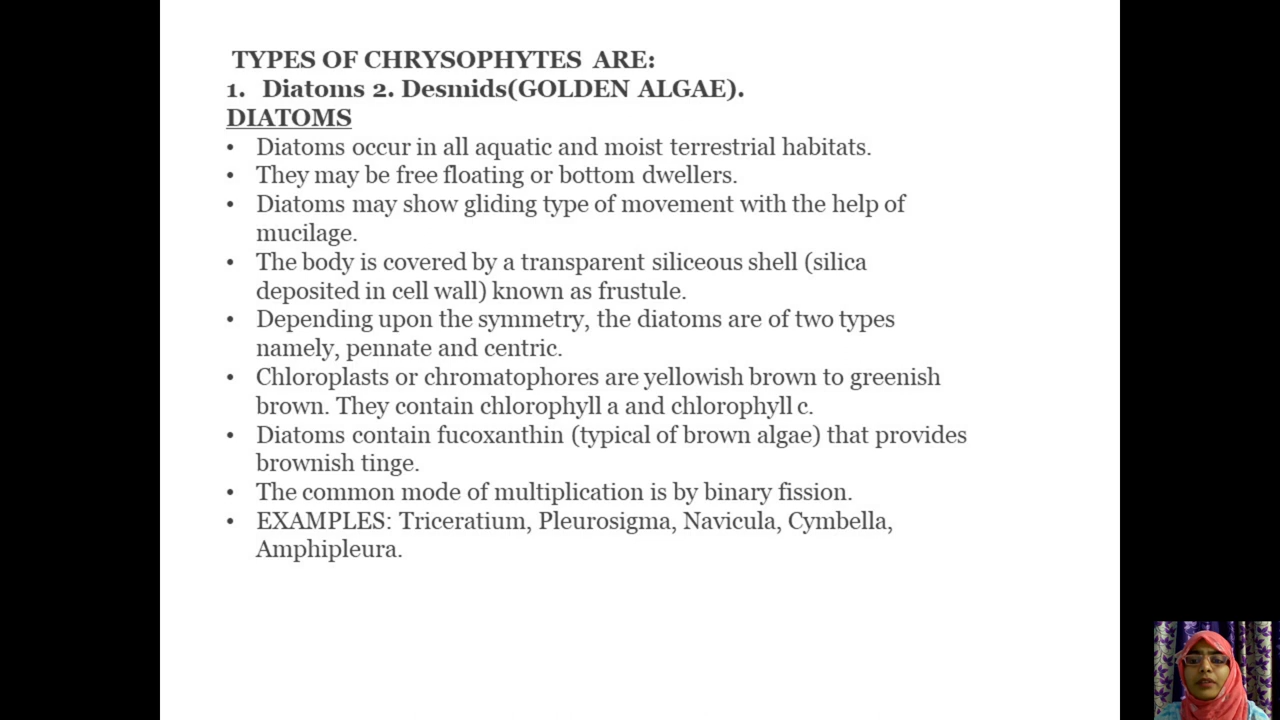 TYPES OF CHRYSOPHYTES ARE:
1. Diatoms 2. Desmids(GOLDEN ALGAE).
DIATOMS
• Diatoms occur in all aquatic and moist terrestrial habitats.
• They may be free floating or bottom dwellers.
• Diatoms may show gliding type of movement with the help of
mucilage.
• The body is covered by a transparent siliceous shell (silica
deposited in cell wall) known as frustule.
• Depending upon the symmetry, the diatoms are of two types
namely, pennate and centric.
• Chloroplasts or chromatophores are yellowish brown to greenish
brown. They contain chlorophyll a and chlorophyll c.
• Diatoms contain fucoxanthin (typical of brown algae) that provides
brownish tinge.
• The common mode of multiplication is by binary fission.
• EXAMPLES: Triceratium, Pleurosigma, Navicula, Cymbella,
Amphipleura.